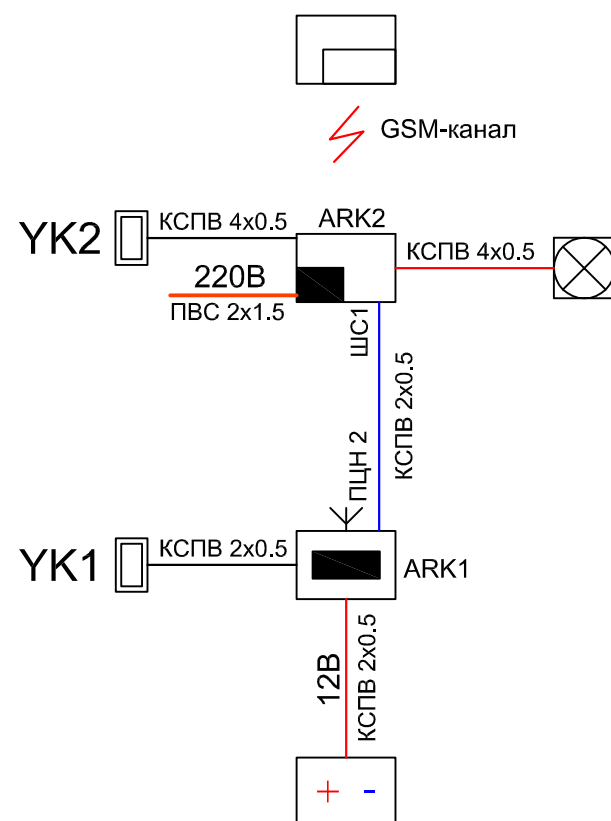 GSM-канал
YK2
КСПВ 4x0.5
ARK2
КСПВ 4x0.5
220В
ПВС 2x1.5
ШС1
КСПВ 2x0.5
ПЦН 2
YK1
КСПВ 2x0.5
ARK1
12В
КСПВ 2x0.5
+ -